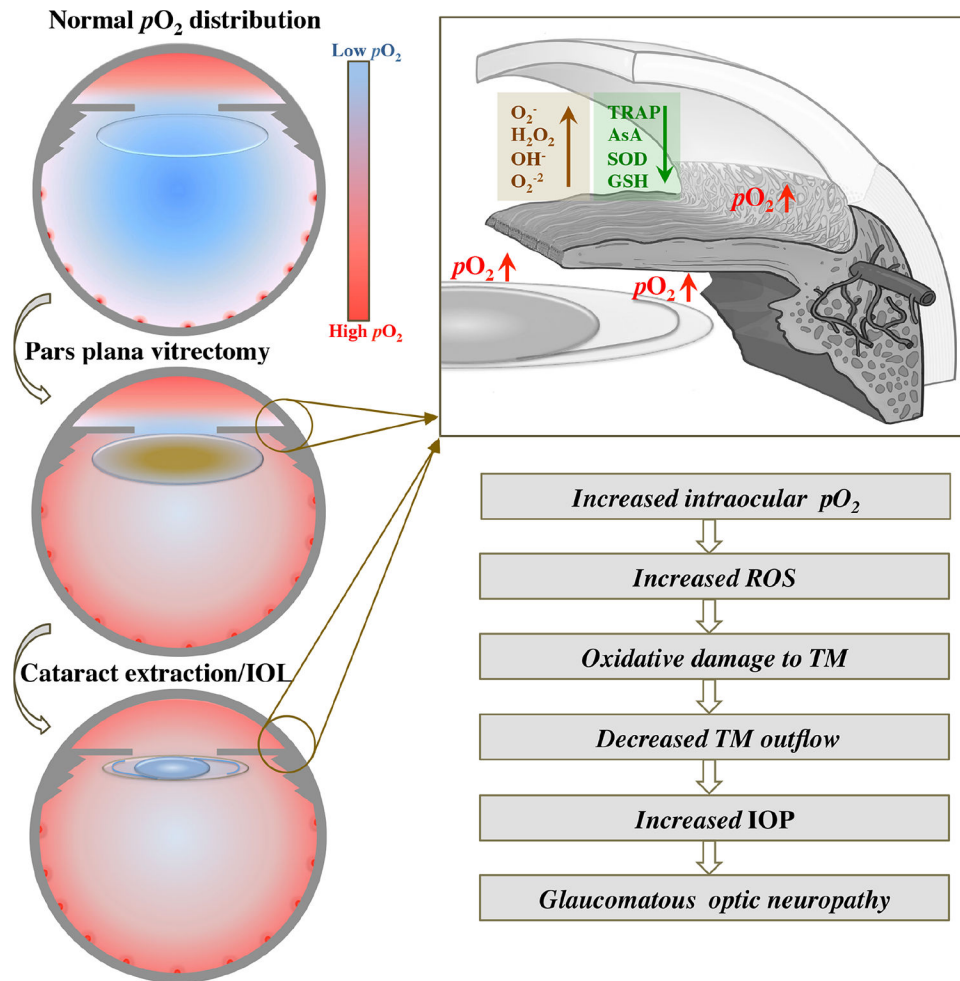 Normal pO₂ distribution
Low pO₂
High pO₂
Pars plana vitrectomy
Cataract extraction/IOL
O₂⁻
H₂O₂
OH⁻
O₂⁻²
TRAP
AsA
SOD
GSH
pO₂
pO₂
pO₂
Increased intraocular pO₂
Increased ROS
Oxidative damage to TM
Decreased TM outflow
Increased IOP
Glaucomatous optic neuropathy